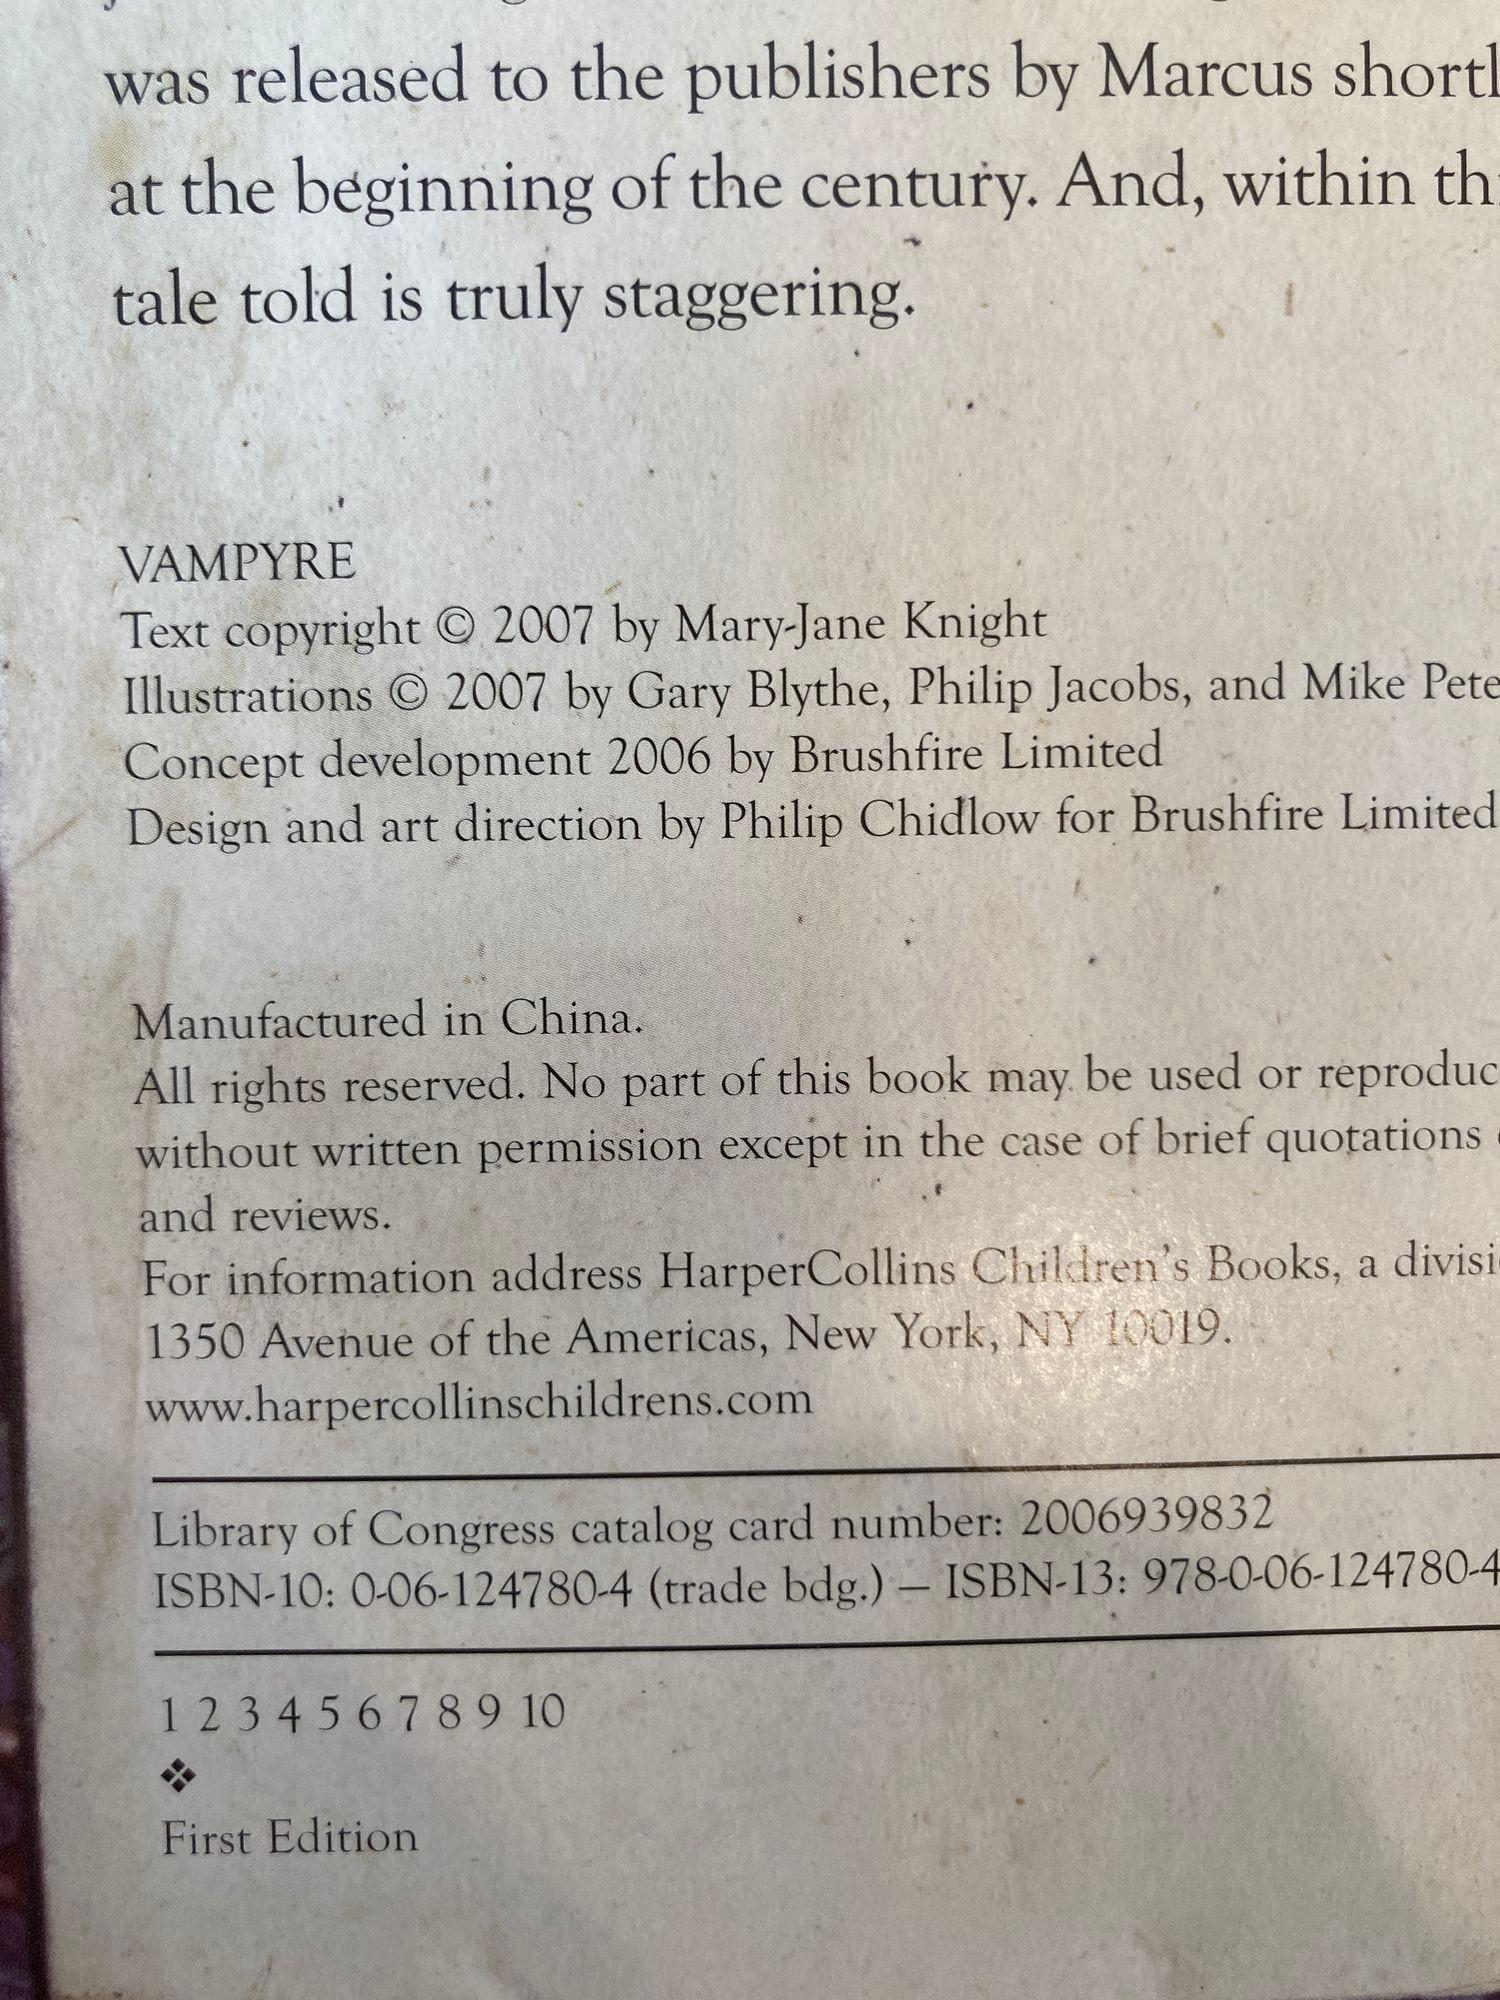 was released to the publishers by Marcus shortl
at the beginning of the century. And, within thi
tale told is truly staggering.
VAMPYRE
Text copyright © 2007 by Mary-Jane Knight
Illustrations © 2007 by Gary Blythe, Philip Jacobs, and Mike Pete
Concept development 2006 by Brushfire Limited
Design and art direction by Philip Chidlow for Brushfire Limited
Manufactured in China.
All rights reserved. No part of this book may be used or reproduc
without written permission except in the case of brief quotations
and reviews.
For information address HarperCollins Children's Books, a divisi
1350 Avenue of the Americas, New York, NY 10019.
www.harpercollinschildrens.com
Library of Congress catalog card number: 2006939832
ISBN-10: 0-06-124780-4 (trade bdg.) — ISBN-13: 978-0-06-124780-4
1 2 3 4 5 6 7 8 9 10
❖
First Edition